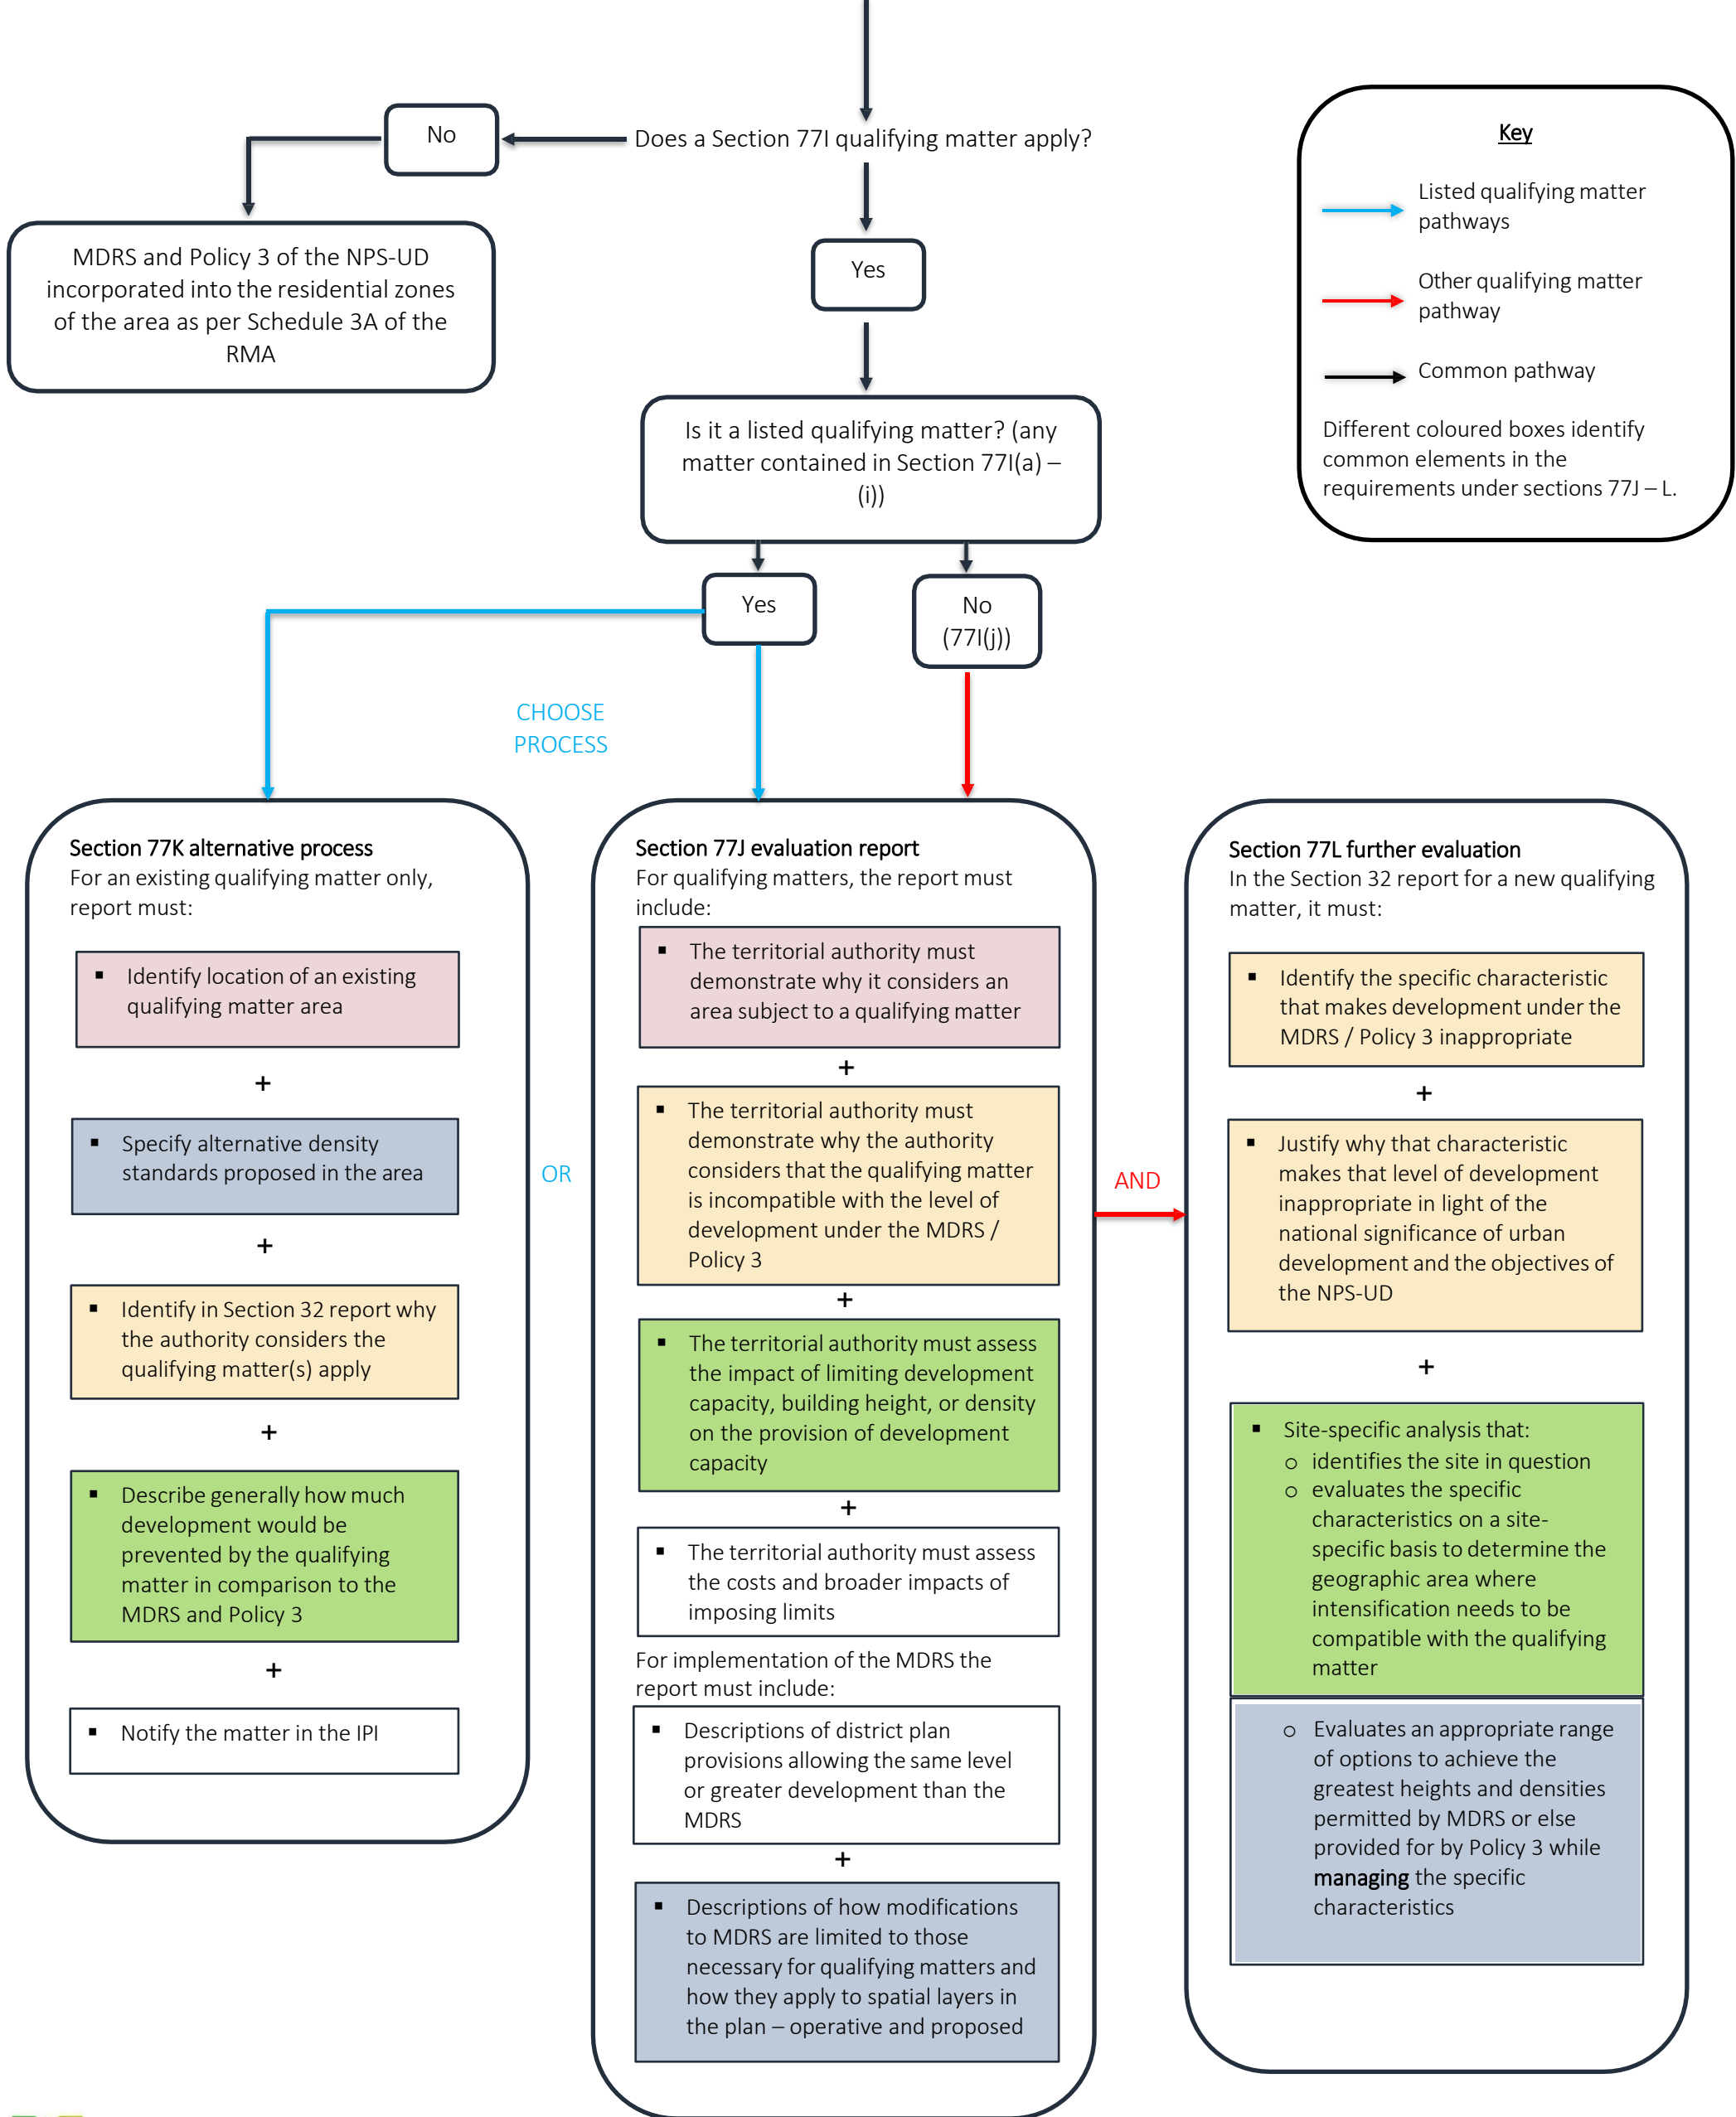 No
Does a Section 77I qualifying matter apply?
MDRS and Policy 3 of the NPS-UD
incorporated into the residential zones
of the area as per Schedule 3A of the
RMA
Yes
Key
Listed qualifying matter
pathways
Other qualifying matter
pathway
Common pathway
Different coloured boxes identify
common elements in the
requirements under sections 77J – L.
Is it a listed qualifying matter? (any
matter contained in Section 77I(a) –
(i))
Yes
No
(77I(j))
CHOOSE
PROCESS
Section 77K alternative process
For an existing qualifying matter only,
report must:
▪ Identify location of an existing
qualifying matter area
+
▪ Specify alternative density
standards proposed in the area
+
▪ Identify in Section 32 report why
the authority considers the
qualifying matter(s) apply
+
▪ Describe generally how much
development would be
prevented by the qualifying
matter in comparison to the
MDRS and Policy 3
+
▪ Notify the matter in the IPI
OR
Section 77J evaluation report
For qualifying matters, the report must
include:
▪ The territorial authority must
demonstrate why it considers an
area subject to a qualifying matter
+
▪ The territorial authority must
demonstrate why the authority
considers that the qualifying matter
is incompatible with the level of
development under the MDRS /
Policy 3
+
▪ The territorial authority must assess
the impact of limiting development
capacity, building height, or density
on the provision of development
capacity
+
▪ The territorial authority must assess
the costs and broader impacts of
imposing limits
For implementation of the MDRS the
report must include:
▪ Descriptions of district plan
provisions allowing the same level
or greater development than the
MDRS
+
▪ Descriptions of how modifications
to MDRS are limited to those
necessary for qualifying matters and
how they apply to spatial layers in
the plan – operative and proposed
AND
Section 77L further evaluation
In the Section 32 report for a new qualifying
matter, it must:
▪ Identify the specific characteristic
that makes development under the
MDRS / Policy 3 inappropriate
+
▪ Justify why that characteristic
makes that level of development
inappropriate in light of the
national significance of urban
development and the objectives of
the NPS-UD
+
▪ Site-specific analysis that:
o identifies the site in question
o evaluates the specific
characteristics on a site-
specific basis to determine the
geographic area where
intensification needs to be
compatible with the qualifying
matter
o Evaluates an appropriate range
of options to achieve the
greatest heights and densities
permitted by MDRS or else
provided for by Policy 3 while
managing the specific
characteristics